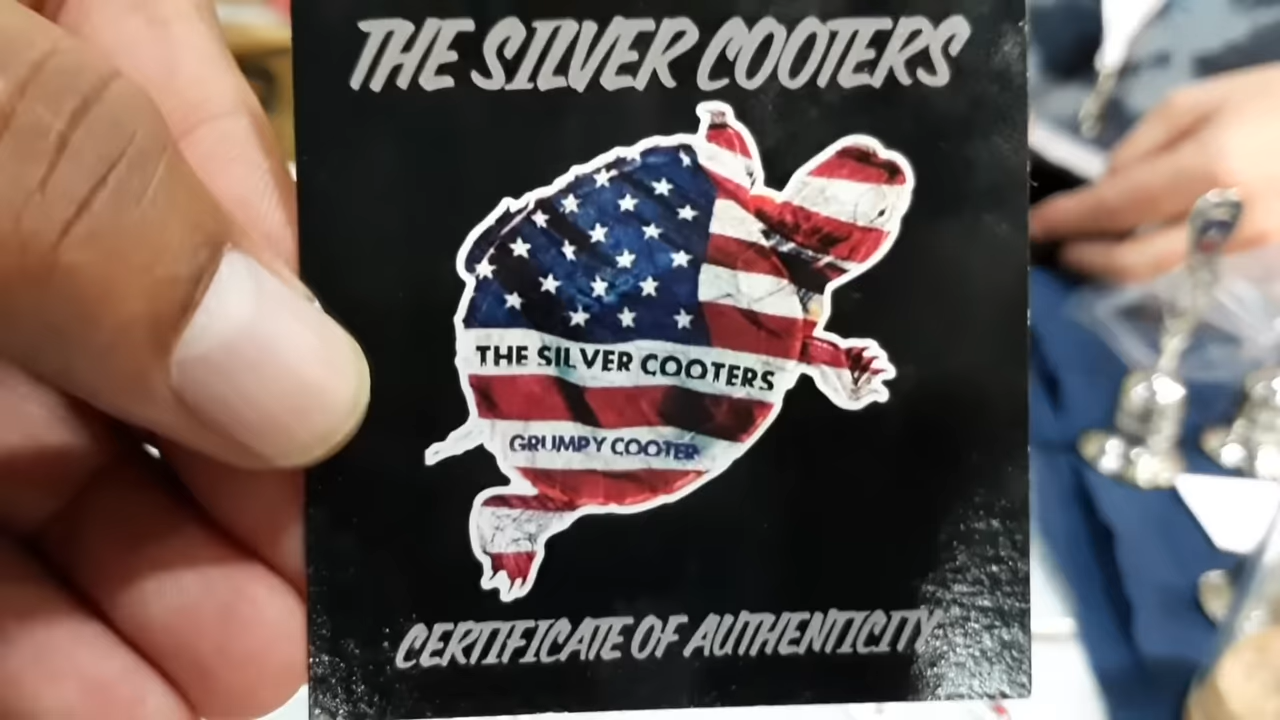 THE SILVER COOTERS
THE SILVER COOTERS
GRUMPY COOTER
CERTIFICATE OF AUTHENTICITY